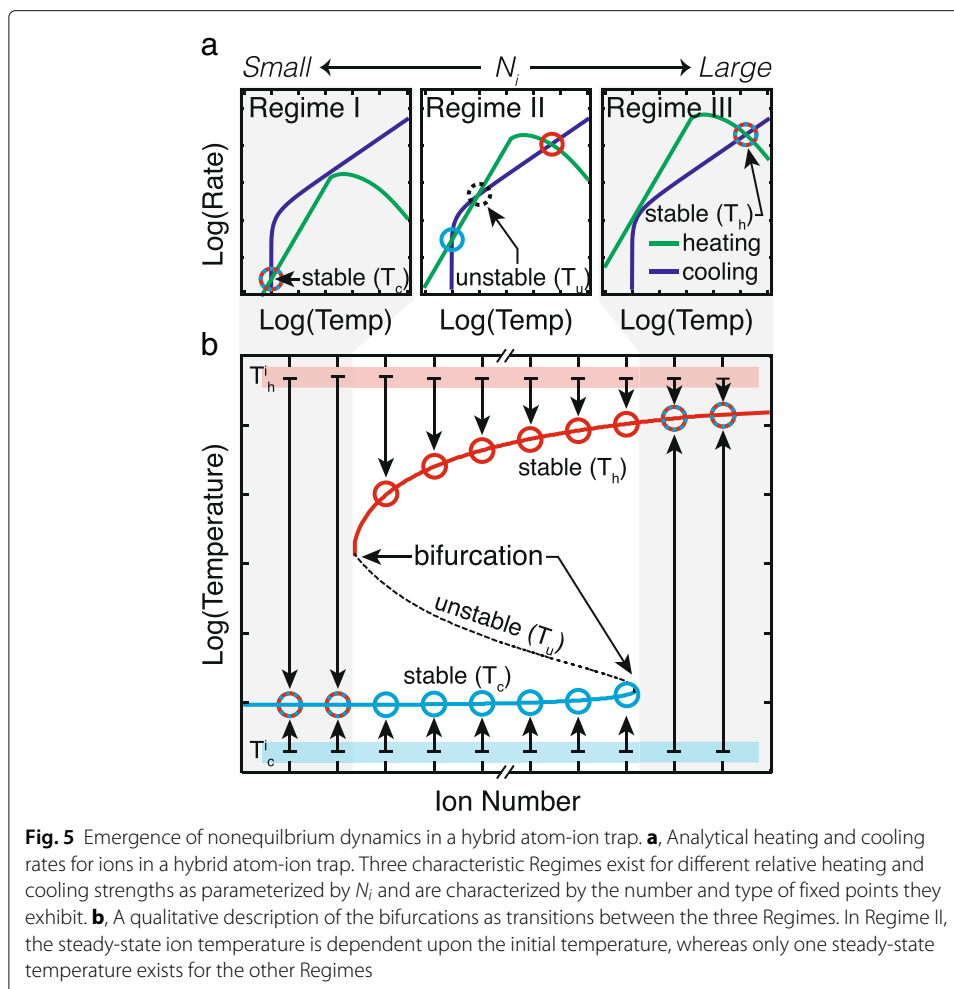 a
Small N_i Large
Regime I
Regime II
Regime III
Log(Rate)
stable (T_c)
unstable (T_u)
stable (T_h)
heating
cooling
Log(Temp)
Log(Temp)
Log(Temp)
b
T^i_h
Log(Temperature)
stable (T_h)
bifurcation
unstable (T_u)
stable (T_c)
T^i_c
Ion Number
Fig. 5 Emergence of nonequilbrium dynamics in a hybrid atom-ion trap. a, Analytical heating and cooling
rates for ions in a hybrid atom-ion trap. Three characteristic Regimes exist for different relative heating and
cooling strengths as parameterized by N_i and are characterized by the number and type of fixed points they
exhibit. b, A qualitative description of the bifurcations as transitions between the three Regimes. In Regime II,
the steady-state ion temperature is dependent upon the initial temperature, whereas only one steady-state
temperature exists for the other Regimes